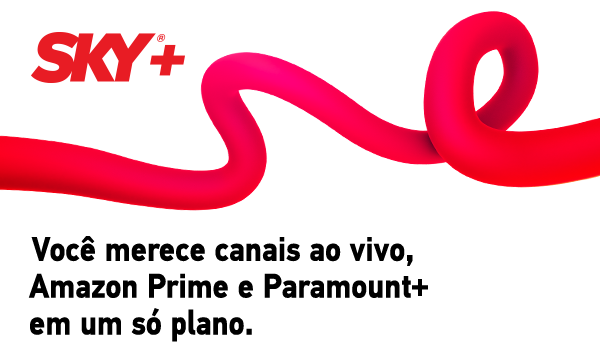 SKY+®
Você merece canais ao vivo,
Amazon Prime e Paramount+
em um só plano.